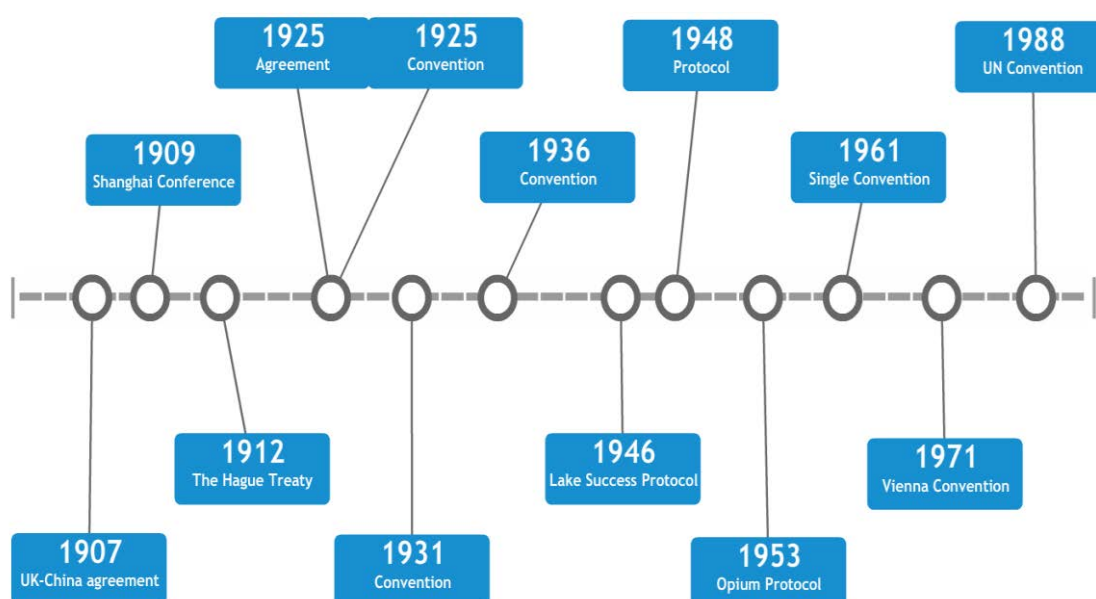 1925
Agreement
1925
Convention
1948
Protocol
1988
UN Convention
1909
Shanghai Conference
1936
Convention
1961
Single Convention
1912
The Hague Treaty
1946
Lake Success Protocol
1971
Vienna Convention
1907
UK-China agreement
1931
Convention
1953
Opium Protocol